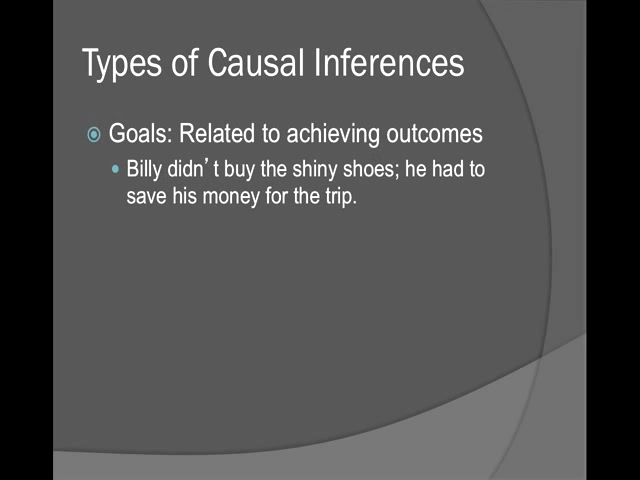 Types of Causal Inferences
Goals: Related to achieving outcomes
Billy didn’t buy the shiny shoes; he had to
save his money for the trip.